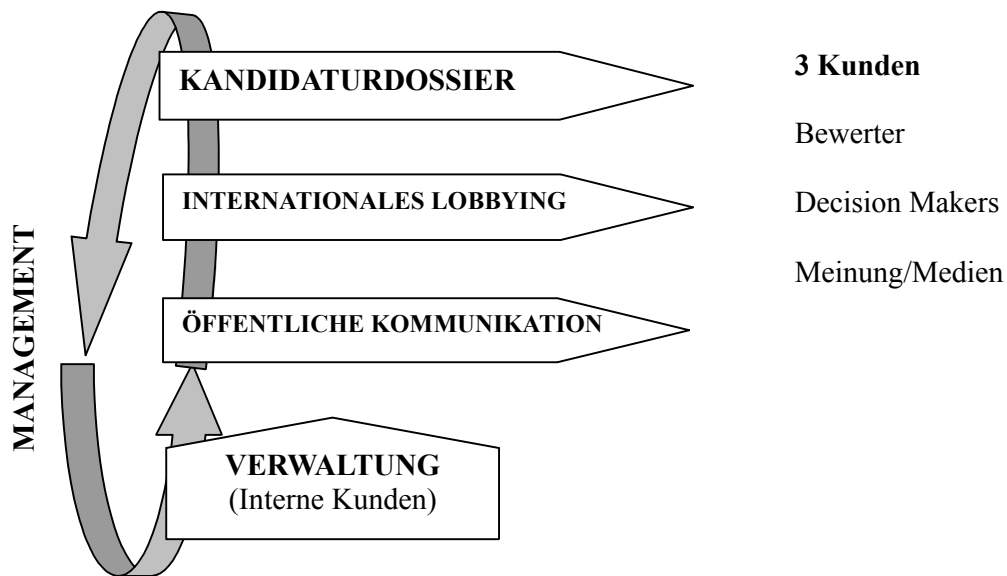 KANDIDATURDOSSIER
INTERNATIONALES LOBBYING
ÖFFENTLICHE KOMMUNIKATION
VERWALTUNG
(Interne Kunden)
MANAGEMENT
3 Kunden
Bewerter
Decision Makers
Meinung/Medien